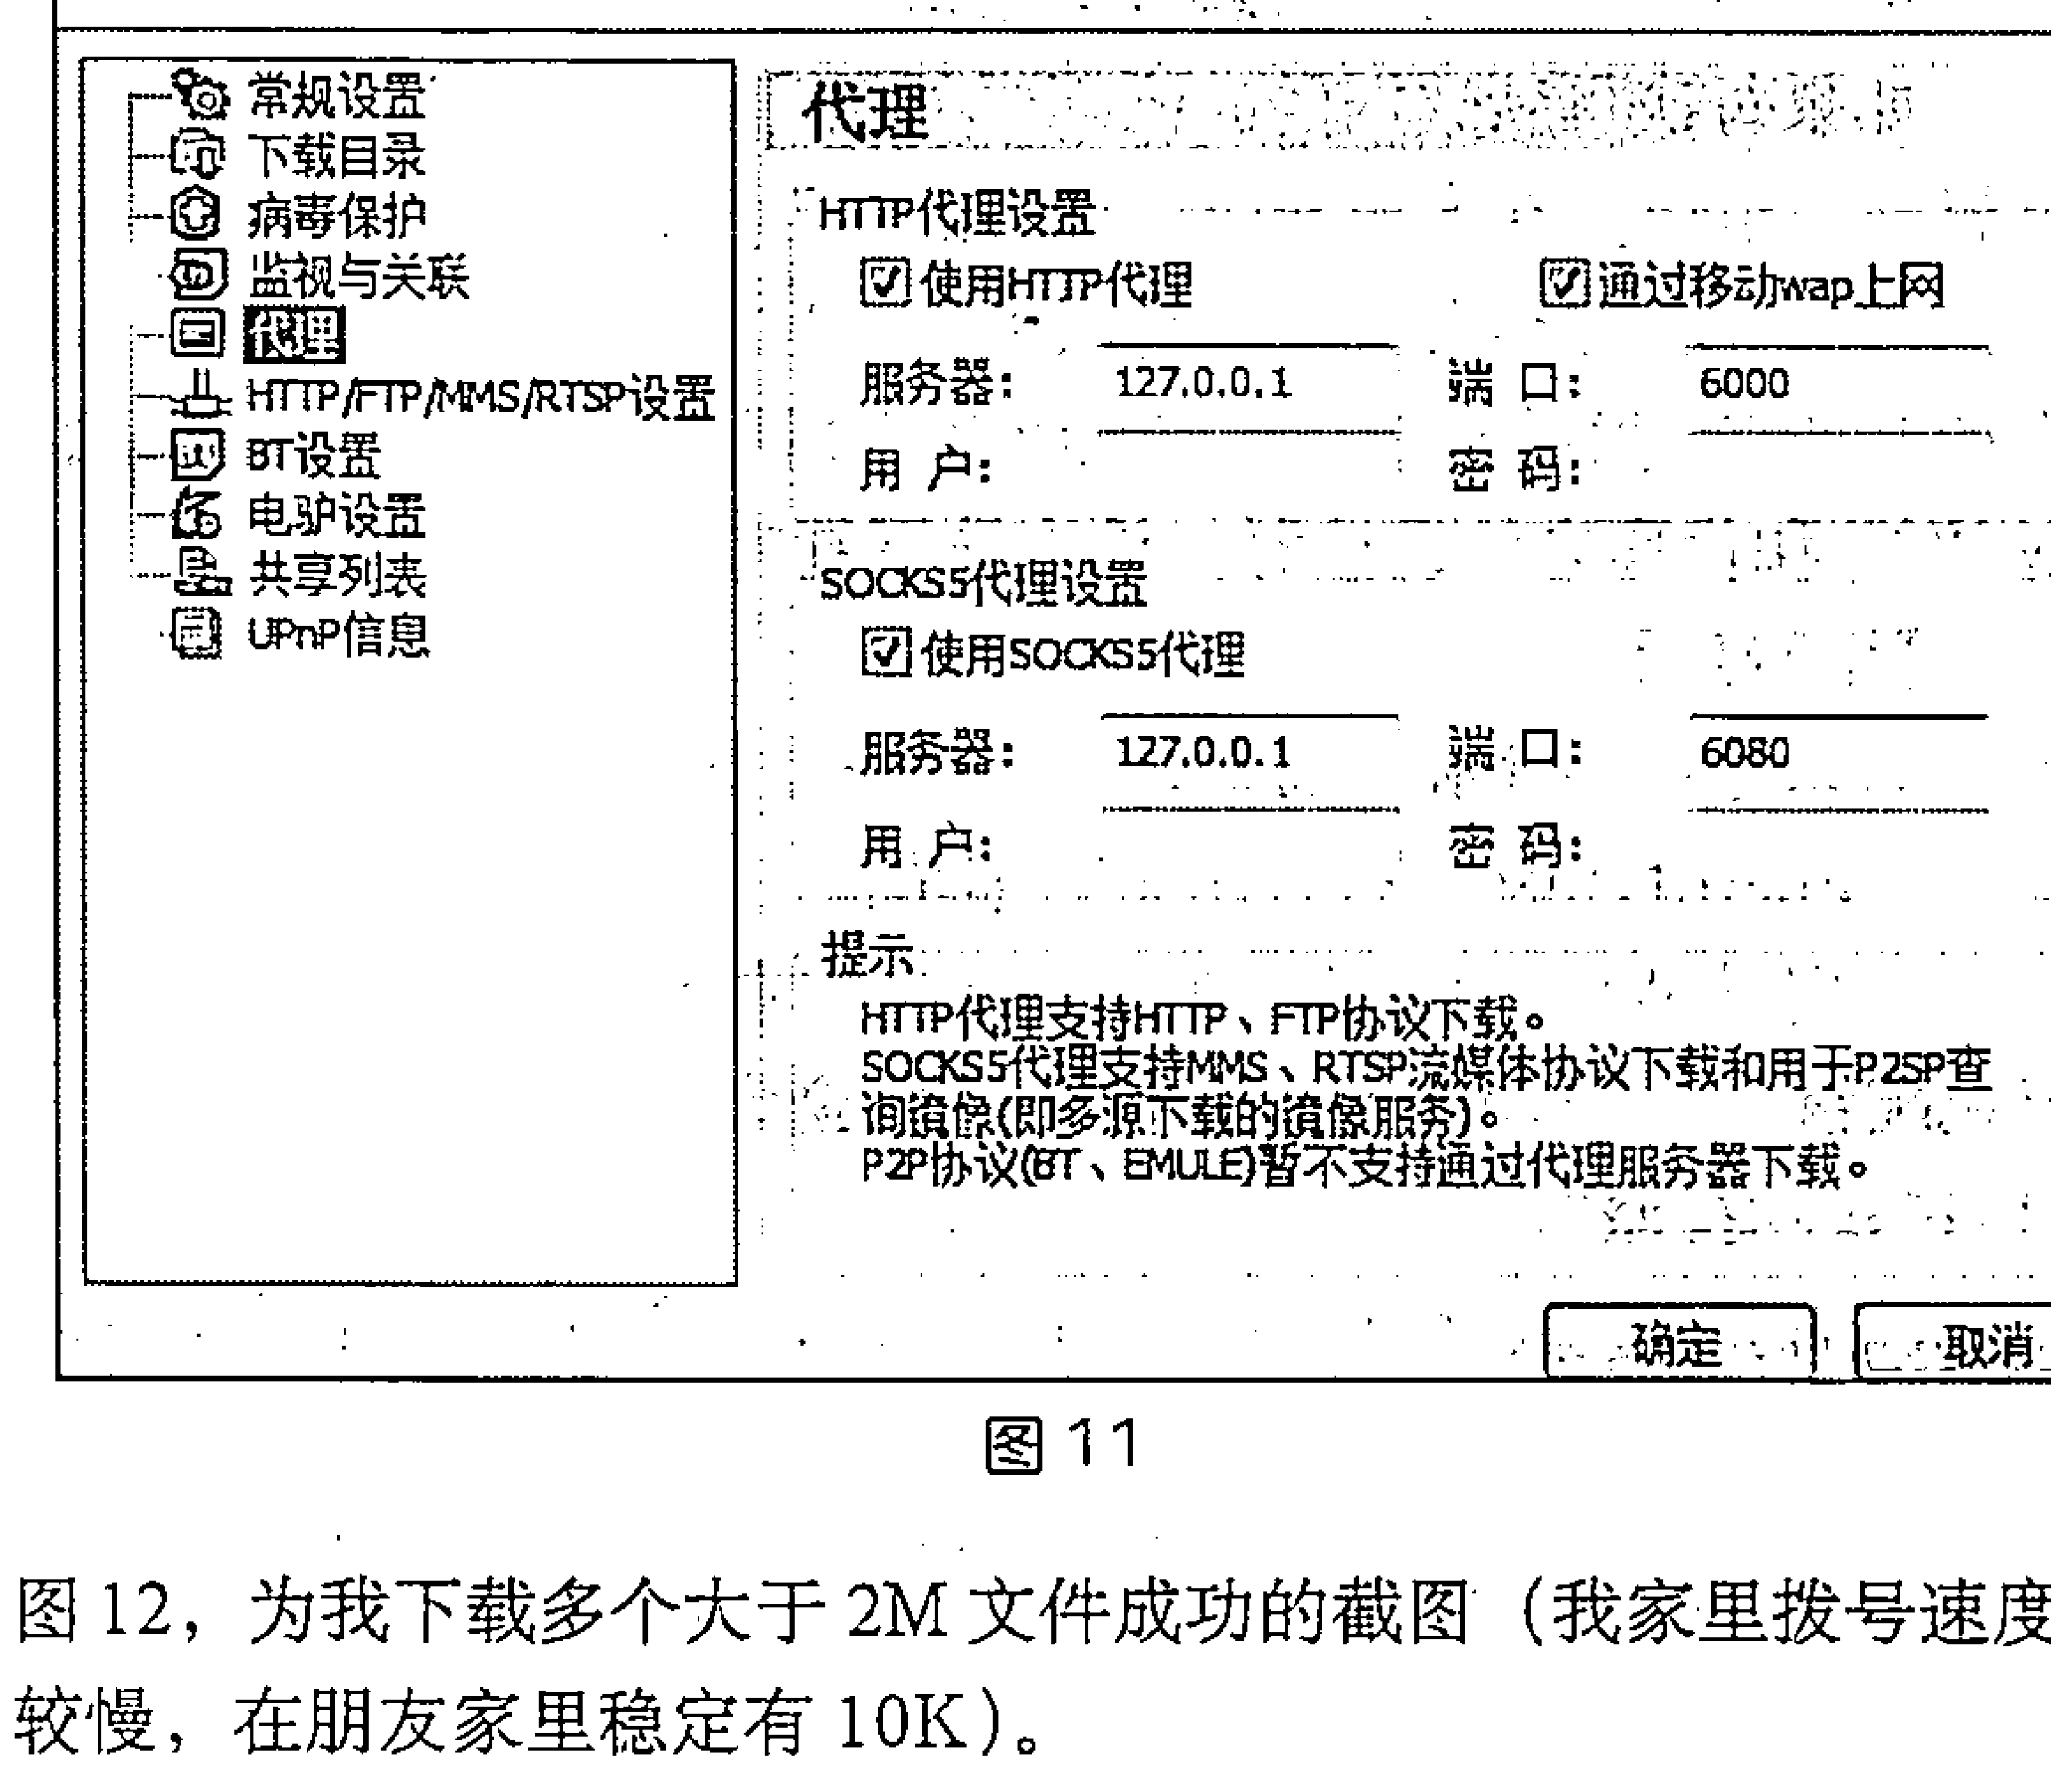 常规设置
下载目录
病毒保护
监视与关联
代理
HTTP/FTP/MMS/RTSP设置
BT设置
电驴设置
共享列表
UPnP信息
代理
HTTP代理设置
使用HTTP代理 通过移动wap上网
服务器: 127.0.0.1 端 口: 6000
用 户: 密 码:
SOCKS5代理设置
使用SOCKS5代理
服务器: 127.0.0.1 端 口: 6080
用 户: 密 码:
提示
HTTP代理支持HTTP、FTP协议下载。
SOCKS5代理支持MMS、RTSP流媒体协议下载和用于P2SP查
询镜像(即多源下载的镜像服务)。
P2P协议(BT、EMULE)暂不支持通过代理服务器下载。
确定 取消
图 11
图 12，为我下载多个大于 2M 文件成功的截图（我家里拨号速度
较慢，在朋友家里稳定有 10K）。